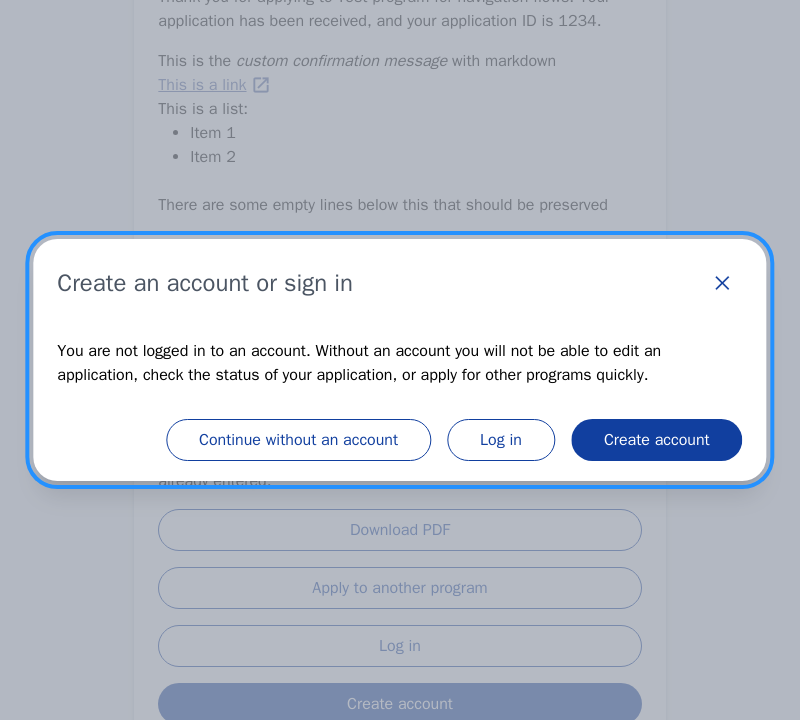 Thank you for applying to Test program for navigation flows. Your
application has been received, and your application ID is 1234.
This is the custom confirmation message with markdown
This is a link
This is a list:
• Item 1
• Item 2
There are some empty lines below this that should be preserved
Create an account or sign in
You are not logged in to an account. Without an account you will not be able to edit an
application, check the status of your application, or apply for other programs quickly.
Continue without an account
Log in
Create account
already entered.
Download PDF
Apply to another program
Log in
Create account